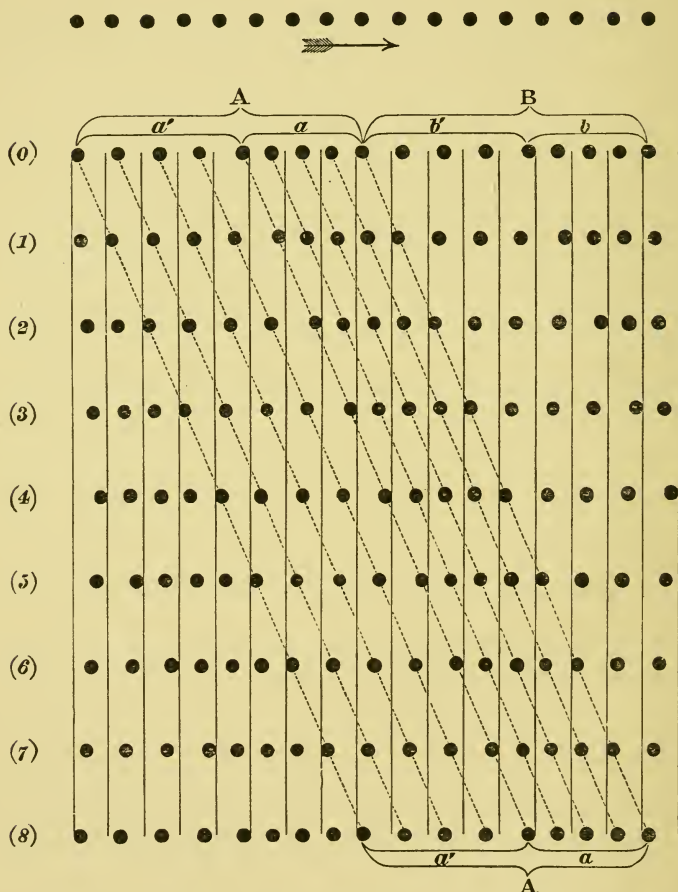 A B
a′ a b′ b
(0)
(1)
(2)
(3)
(4)
(5)
(6)
(7)
(8)
a′ a
A